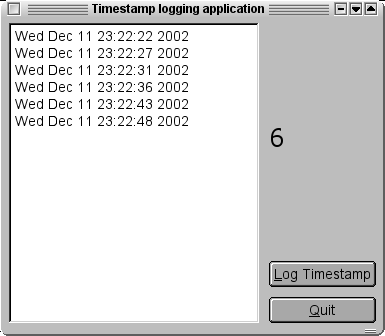 Timestamp logging application
Wed Dec 11 23:22:22 2002
Wed Dec 11 23:22:27 2002
Wed Dec 11 23:22:31 2002
Wed Dec 11 23:22:36 2002
Wed Dec 11 23:22:43 2002
Wed Dec 11 23:22:48 2002
6
Log Timestamp
Quit